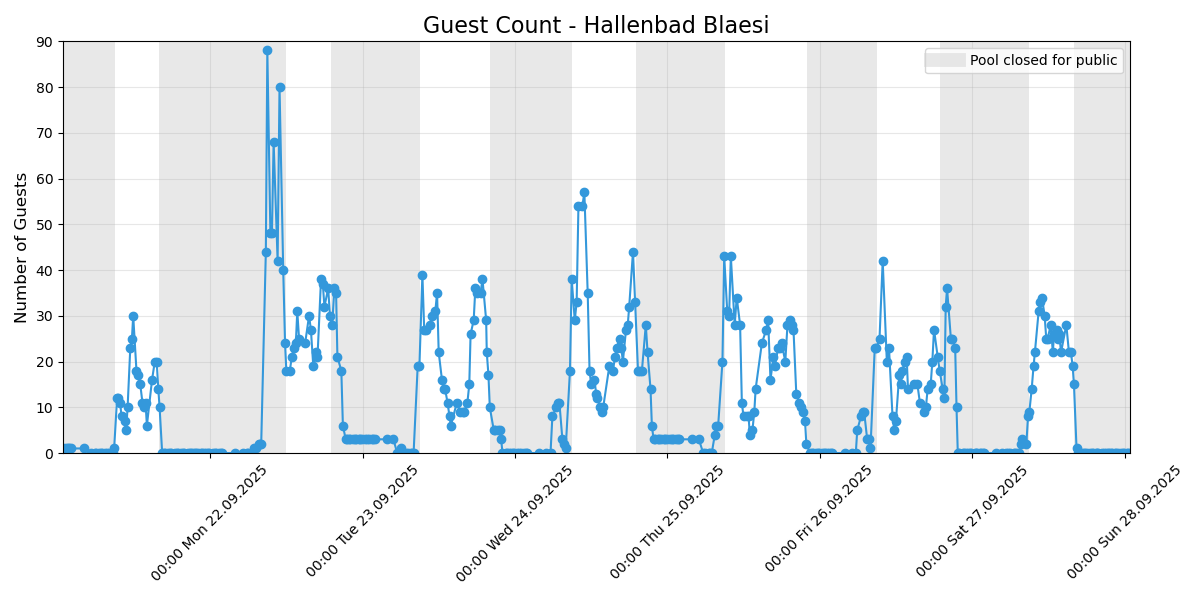 Guest Count - Hallenbad Blaesi
Pool closed for public
Number of Guests
90
80
70
60
50
40
30
20
10
0
00:00 Mon 22.09.2025
00:00 Tue 23.09.2025
00:00 Wed 24.09.2025
00:00 Thu 25.09.2025
00:00 Fri 26.09.2025
00:00 Sat 27.09.2025
00:00 Sun 28.09.2025